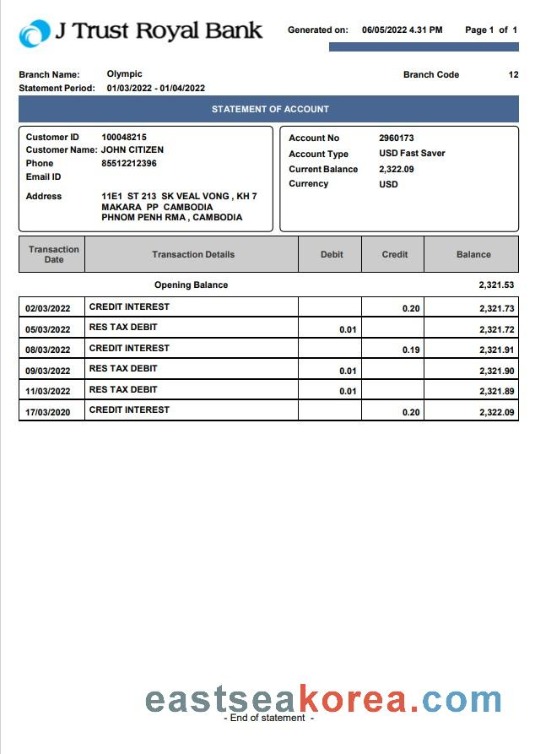 J Trust Royal Bank
Generated on: 06/05/2022 4.31 PM Page 1 of 1
Branch Name: Olympic Branch Code 12
Statement Period: 01/03/2022 - 01/04/2022
STATEMENT OF ACCOUNT
Customer ID 100048215
Customer Name: JOHN CITIZEN
Phone 85512212396
Email ID
Address 11E1 ST 213 SK VEAL VONG , KH 7
MAKARA PP CAMBODIA
PHNOM PENH RMA , CAMBODIA
Account No 2960173
Account Type USD Fast Saver
Current Balance 2,322.09
Currency USD
Transaction Date Transaction Details Debit Credit Balance
Opening Balance 2,321.53
02/03/2022 CREDIT INTEREST 0.20 2,321.73
05/03/2022 RES TAX DEBIT 0.01 2,321.72
08/03/2022 CREDIT INTEREST 0.19 2,321.91
09/03/2022 RES TAX DEBIT 0.01 2,321.90
11/03/2022 RES TAX DEBIT 0.01 2,321.89
17/03/2020 CREDIT INTEREST 0.20 2,322.09
eastseakorea.com
- End of statement -